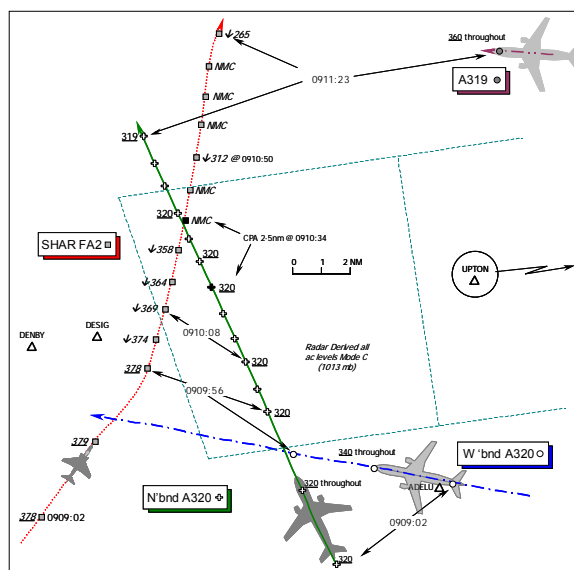 ↓265
360 throughout
NMC
0911:23
A319
NMC
319
NMC
↓312 @ 0910:50
NMC
320
NMC
CPA 2·5nm @ 0910:34
SHAR FA2
↓358
320
0 1 2 NM
UPTON
↓364
320
↓369
DENBY
DESIG
0910:08
↓374
Radar Derived all
ac levels Mode C
(1013 mb)
378
320
0909:56
320
379
340 throughout
W 'bnd A320
320 throughout
ADELU
N'bnd A320
378 0909:02
0909:02
320